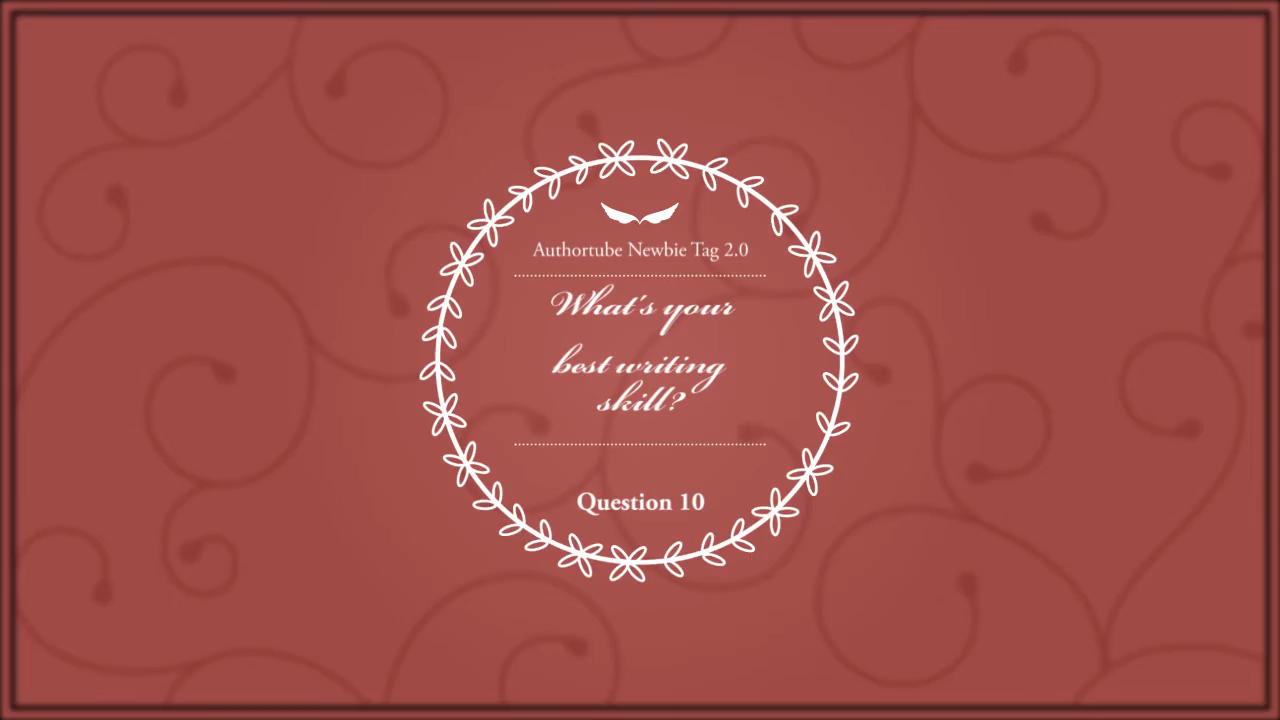 Authortube Newbie Tag 2.0
What's your
best writing
skill?
Question 10